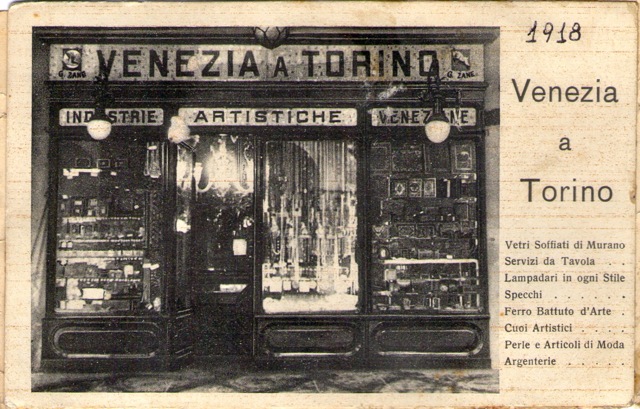 1918
G. ZANE VENEZIA A TORINO G. ZANE
INDUSTRIE ARTISTICHE VENEZIANE
Venezia
a
Torino
Vetri Soffiati di Murano
Servizi da Tavola . . . .
Lampadari in ogni Stile
Specchi . . . . . . .
Ferro Battuto d'Arte
Cuoi Artistici . . . . .
Perle e Articoli di Moda
Argenterie . . . . . .